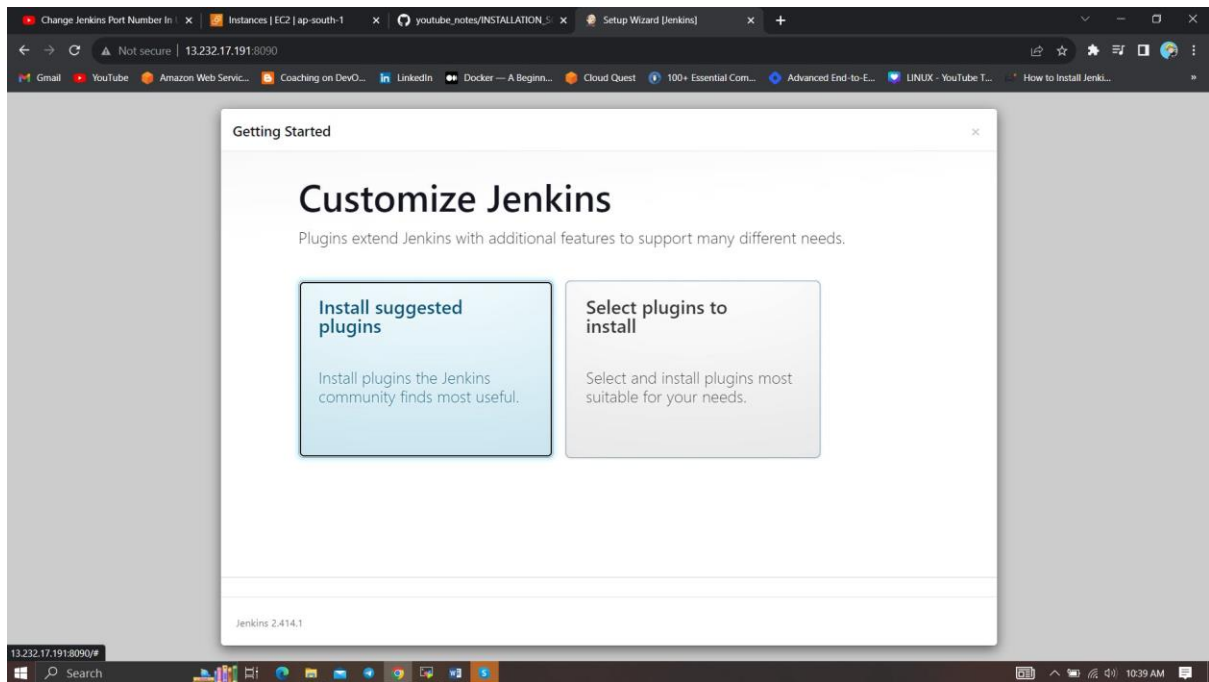 Change Jenkins Port Number In
Instances | EC2 | ap-south-1
youtube_notes/INSTALLATION_S
Setup Wizard [Jenkins]
Not secure | 13.232.17.191:8090
Gmail
YouTube
Amazon Web Servic...
Coaching on DevO...
LinkedIn
Docker — A Beginn...
Cloud Quest
100+ Essential Com...
Advanced End-to-E...
LINUX - YouTube T...
How to Install Jenki...
»
Getting Started
Customize Jenkins
Plugins extend Jenkins with additional features to support many different needs.
Install suggested
plugins
Install plugins the Jenkins
community finds most useful.
Select plugins to
install
Select and install plugins most
suitable for your needs.
Jenkins 2.414.1
13.232.17.191:8090/#
Search
10:39 AM